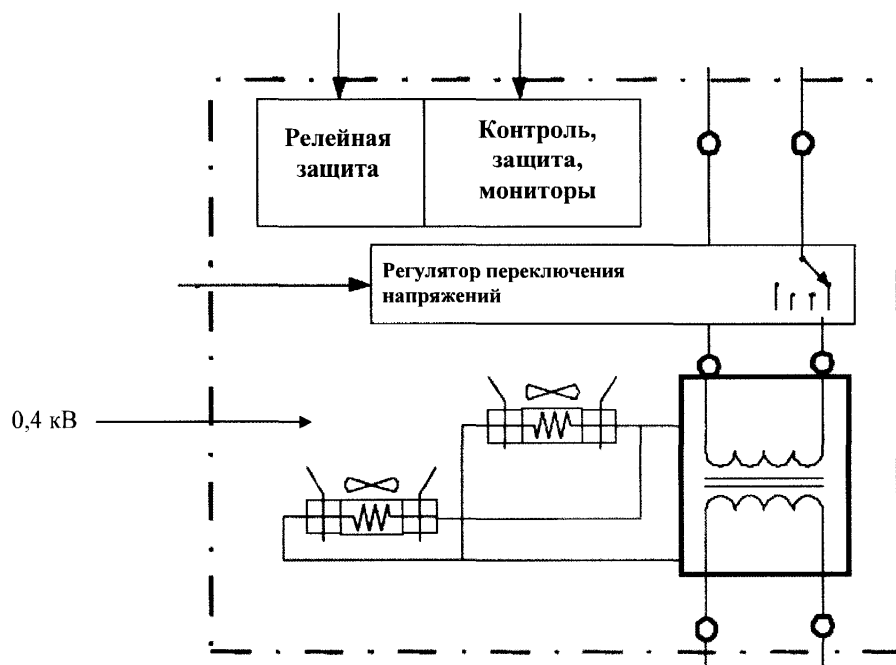 Релейная
защита
Контроль,
защита,
мониторы
Регулятор переключения
напряжений
0,4 кВ